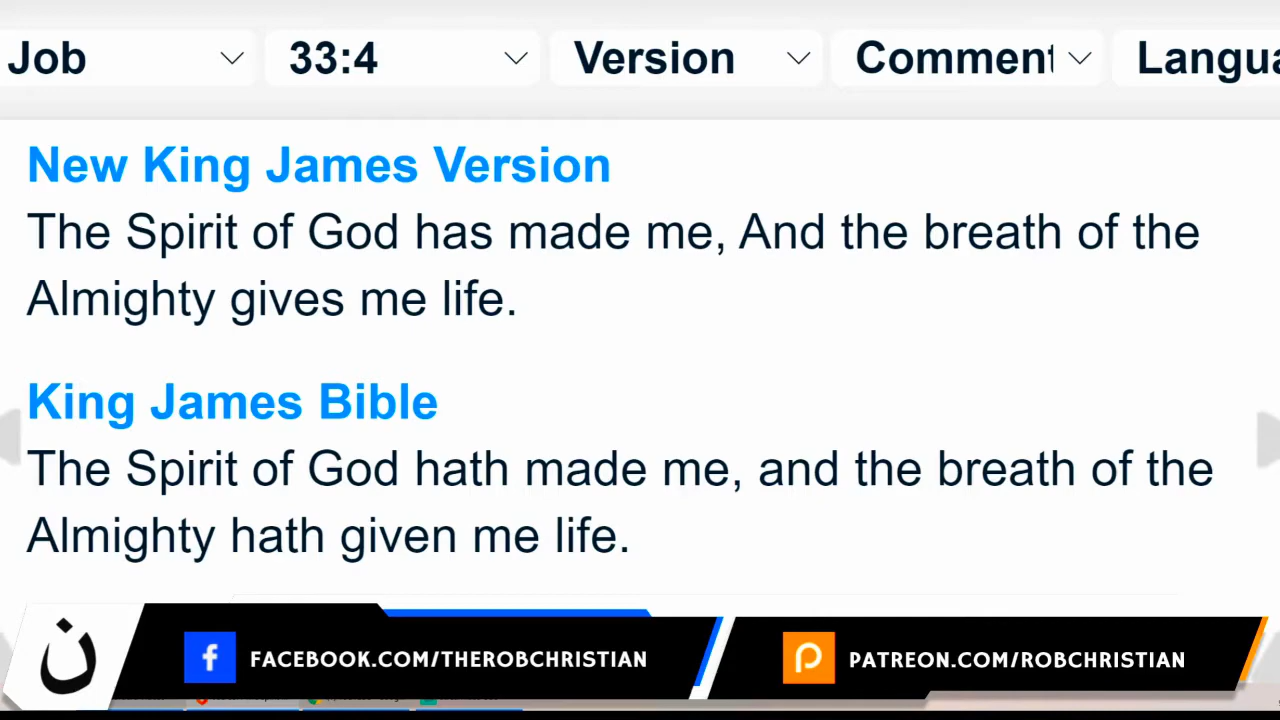 Job 33:4 Version Comment Langua
New King James Version
The Spirit of God has made me, And the breath of the
Almighty gives me life.
King James Bible
The Spirit of God hath made me, and the breath of the
Almighty hath given me life.
ن FACEBOOK.COM/THEROBCHRISTIAN PATREON.COM/ROBCHRISTIAN